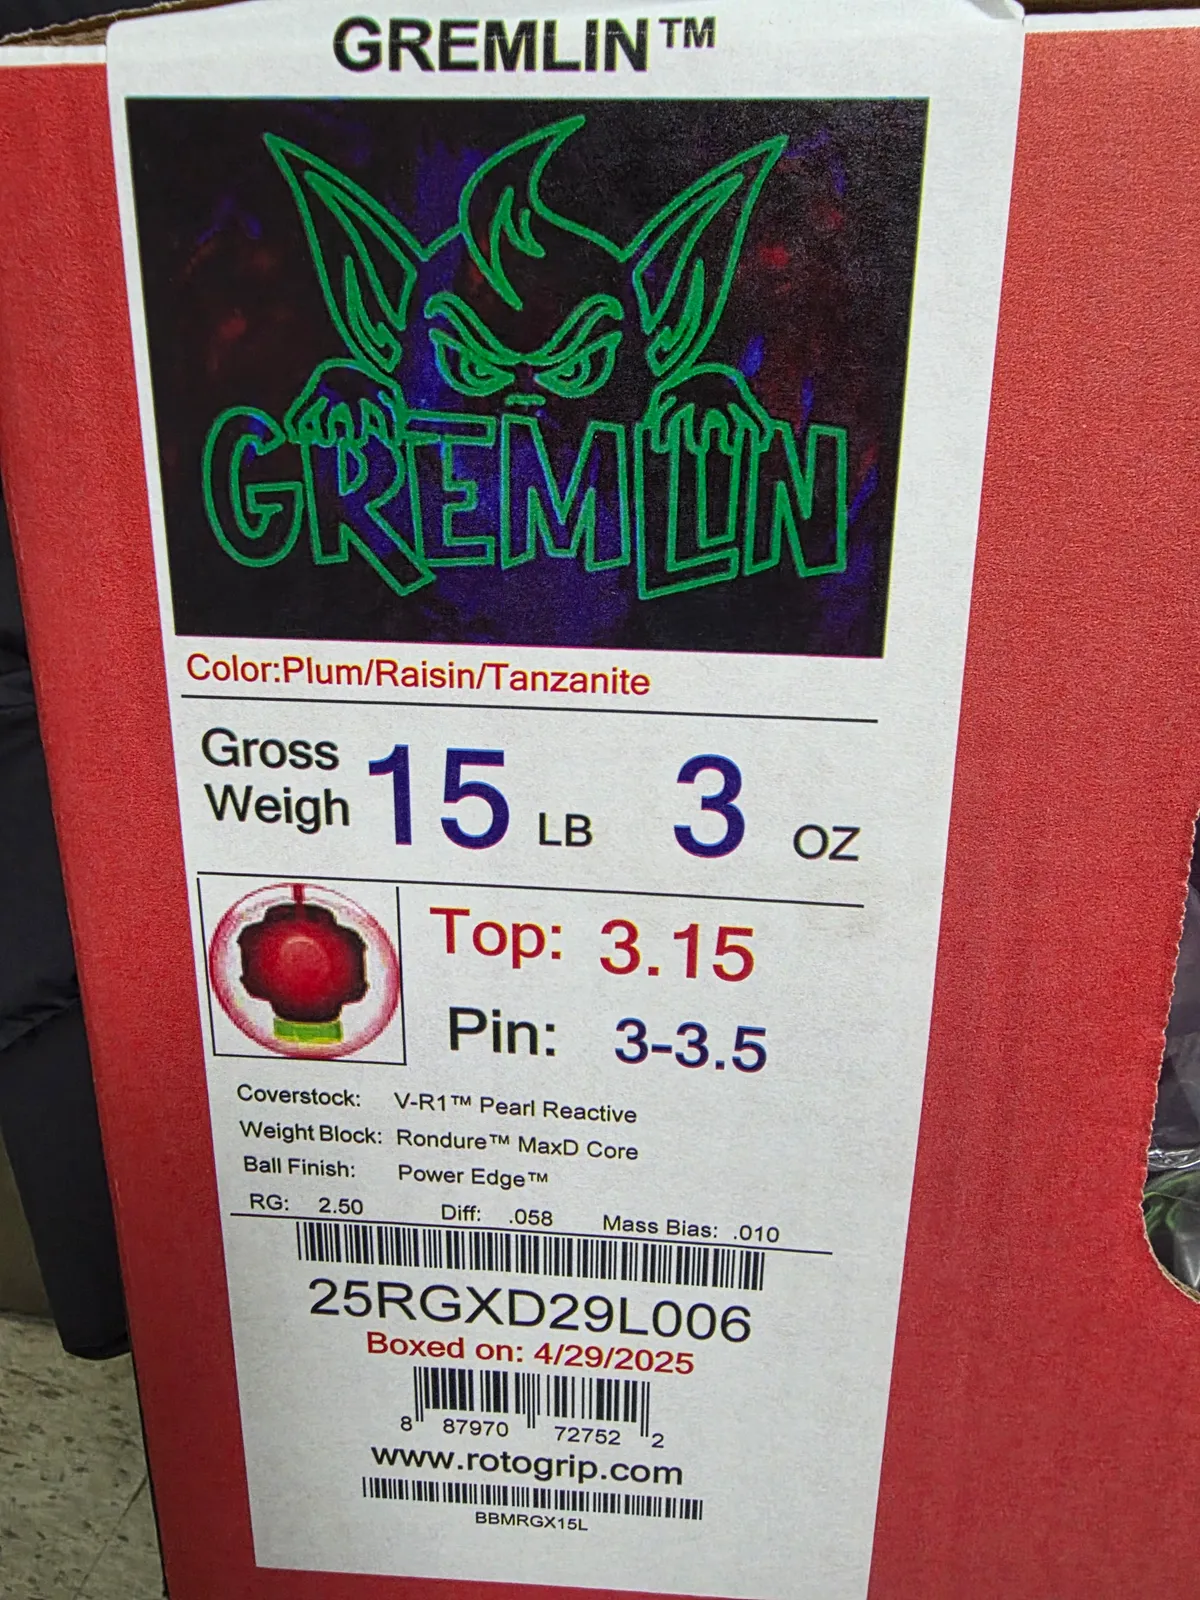 GREMLIN™
GREMLIN
Color:Plum/Raisin/Tanzanite
Gross Weigh 15 LB 3 OZ
Top: 3.15
Pin: 3-3.5
Coverstock: V-R1™ Pearl Reactive
Weight Block: Rondure™ MaxD Core
Ball Finish: Power Edge™
RG: 2.50 Diff: .058 Mass Bias: .010
25RGXD29L006
Boxed on: 4/29/2025
8 87970 72752 2
www.rotogrip.com
BBMRGX15L